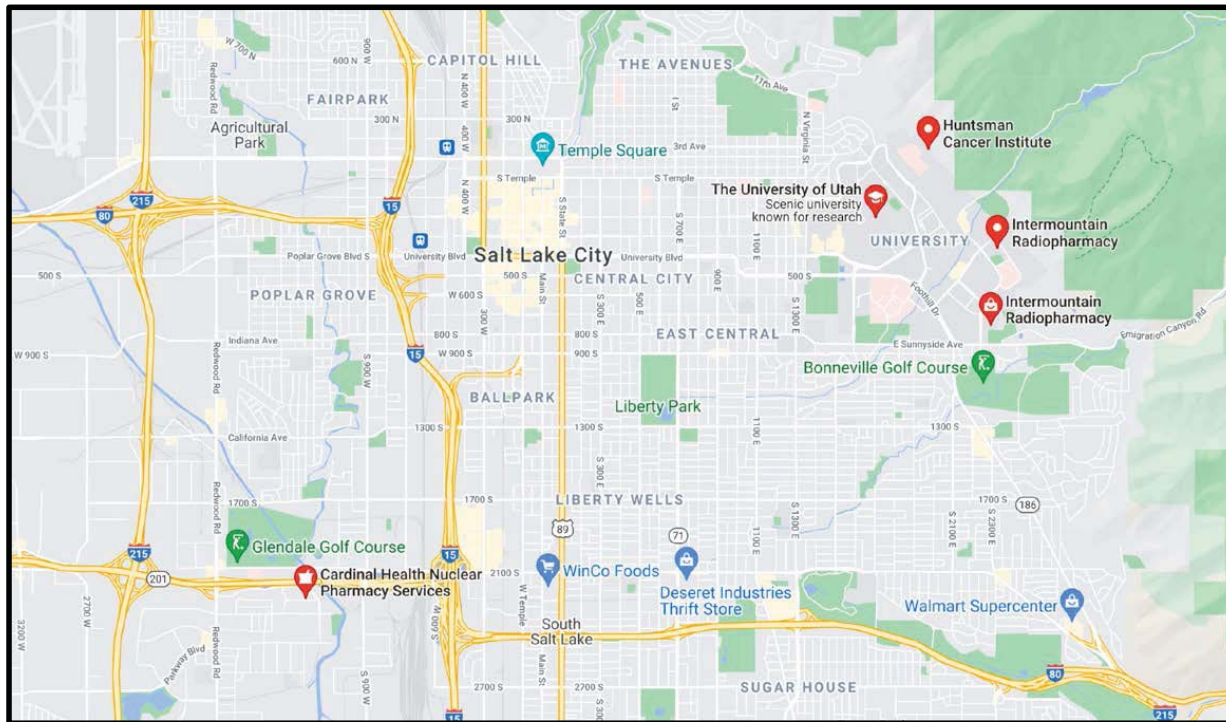 W 700 N
900 W
600 N
CAPITOL HILL
THE AVENUES
Redwood Rd
N 400 W
11th Ave
FAIRPARK
300 N
400 W
300 N
I St
N Virginia St
Huntsman
Cancer Institute
Agricultural
Park
Temple Square
3rd Ave
S Temple
S Temple
The University of Utah
Scenic university
known for research
215
80
15
N 400 W
S State St
S 700 E
1100 E
UNIVERSITY
Intermountain
Radiopharmacy
Poplar Grove Blvd S
University Blvd
Salt Lake City
University Blvd
500 S
500 S
Main St
CENTRAL CITY
900 E
500 S
Foothill Dr
POPLAR GROVE
W 600 S
300 W
S 300 E
500 E
S 1300 E
Intermountain
Radiopharmacy
Indiana Ave
800 S
800 S
EAST CENTRAL
E Sunnyside Ave
Emigration Canyon Rd
W 900 S
15
W 900 S
900 S
Redwood Rd
S 900 W
Bonneville Golf Course
BALLPARK
Liberty Park
California Ave
1300 S
1300 S
1100 E
1300 S
S 300 E
1700 S
1700 S
LIBERTY WELLS
1700 S
Redwood Rd
S 1300 E
S 2100 E
S 2300 E
186
89
1100 E
71
215
Glendale Golf Course
15
201
Cardinal Health Nuclear
Pharmacy Services
2100 S
WinCo Foods
Deseret Industries
Thrift Store
Walmart Supercenter
2700 W
3200 W
W Temple
600 W
South
Salt Lake
Parkway Blvd
Redwood Rd
S 900 W
Main St
80
2700 S
2700 S
SUGAR HOUSE
15
S 300 E
215